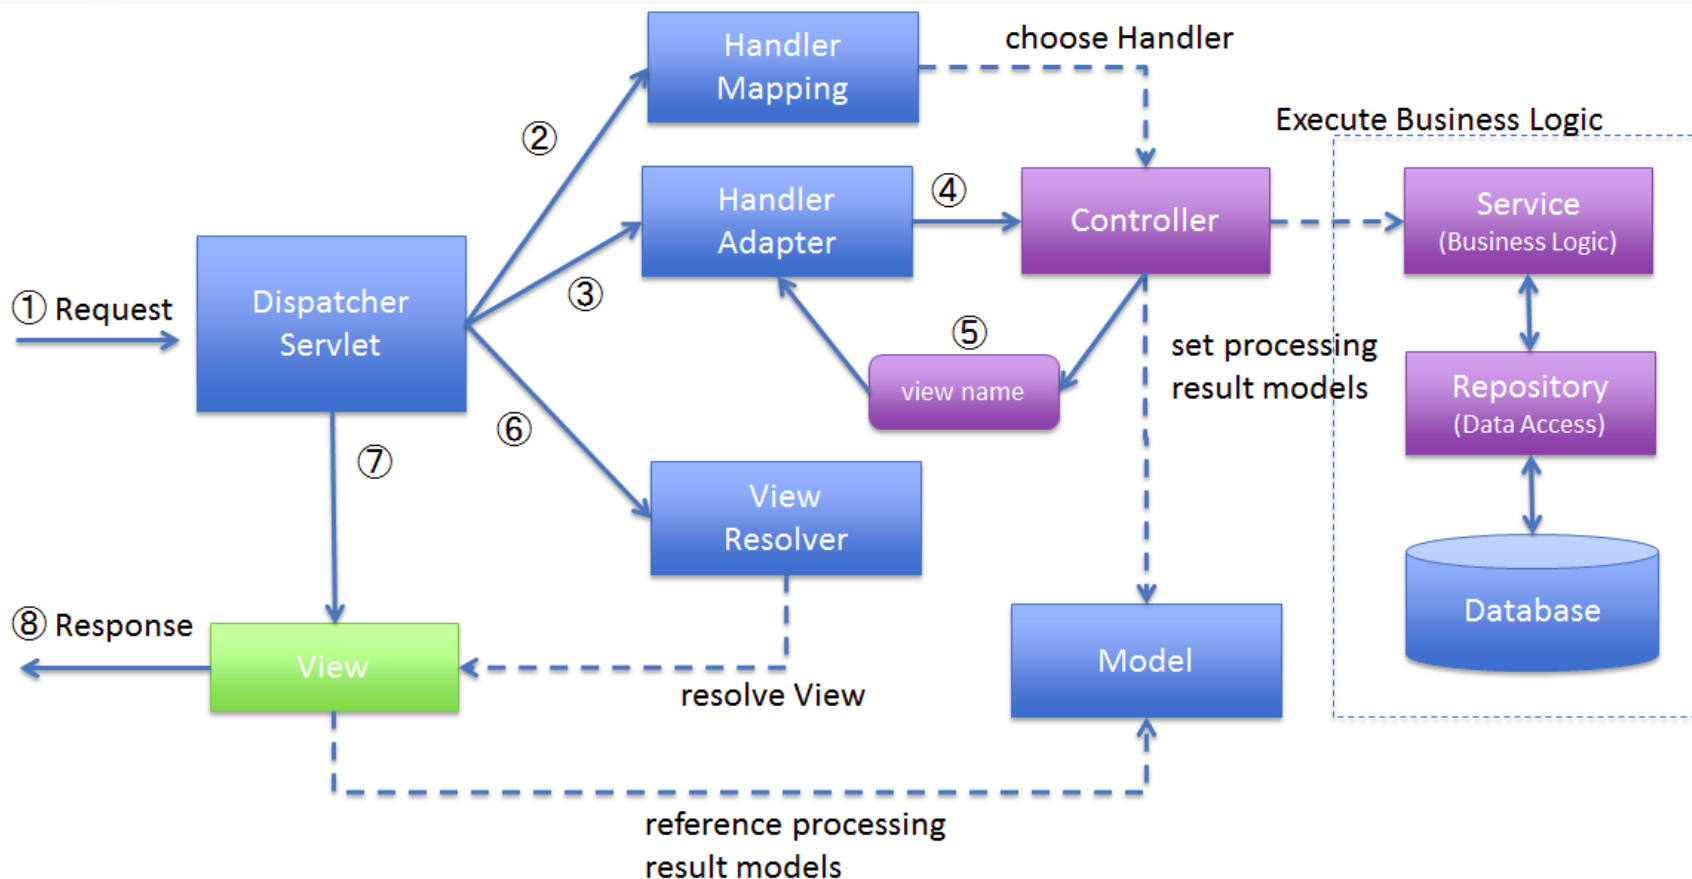 Handler
Mapping
choose Handler
②
Execute Business Logic
Handler
Adapter
④
Controller
Service
(Business Logic)
① Request
Dispatcher
Servlet
③
⑤
view name
set processing
result models
Repository
(Data Access)
⑥
⑦
View
Resolver
Database
⑧ Response
View
resolve View
Model
reference processing
result models